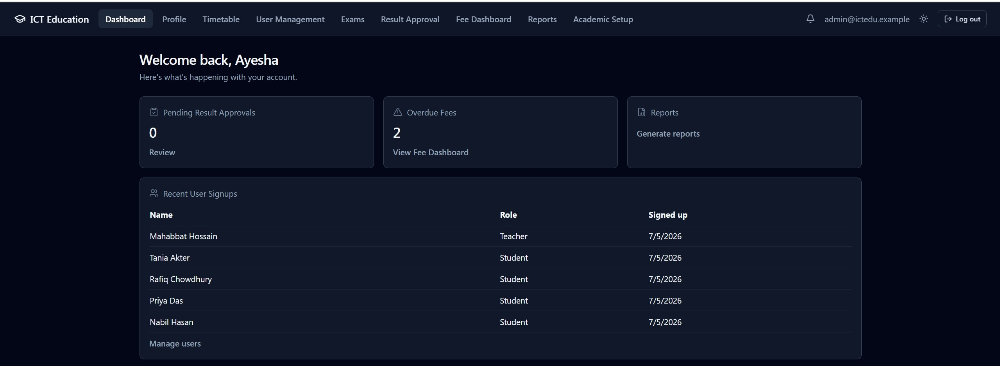 ICT Education Dashboard Profile Timetable User Management Exams Result Approval Fee Dashboard Reports Academic Setup admin@ictedu.example Log out
Welcome back, Ayesha
Here's what's happening with your account.
Pending Result Approvals
0
Review
Overdue Fees
2
View Fee Dashboard
Reports
Generate reports
Recent User Signups
Name Role Signed up
Mahabbat Hossain Teacher 7/5/2026
Tania Akter Student 7/5/2026
Rafiq Chowdhury Student 7/5/2026
Priya Das Student 7/5/2026
Nabil Hasan Student 7/5/2026
Manage users